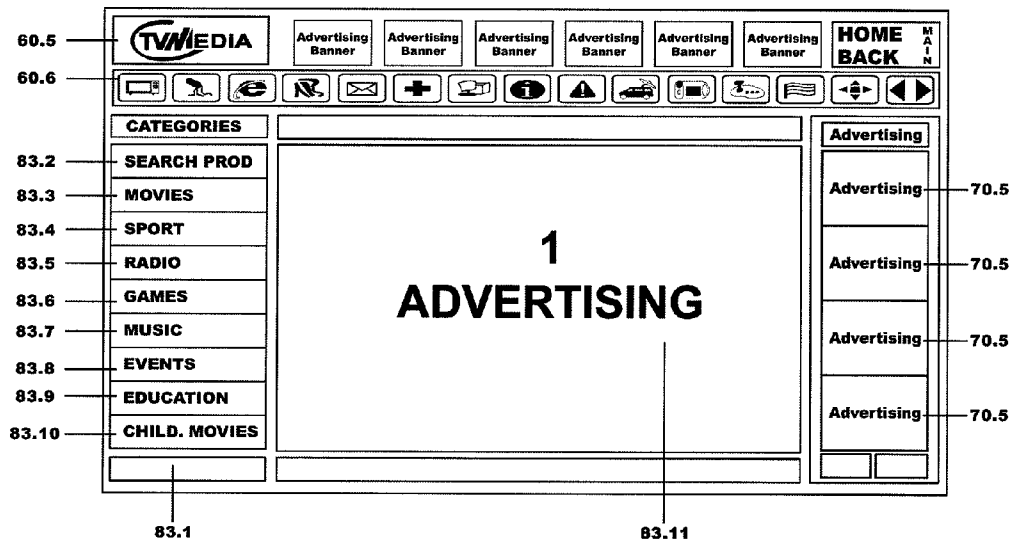 60.5
TVMEDIA
Advertising Banner
Advertising Banner
Advertising Banner
Advertising Banner
Advertising Banner
Advertising Banner
HOME
BACK
MAIN
60.6
CATEGORIES
Advertising
83.2
SEARCH PROD
83.3
MOVIES
83.4
SPORT
83.5
RADIO
83.6
GAMES
83.7
MUSIC
83.8
EVENTS
83.9
EDUCATION
83.10
CHILD. MOVIES
1
ADVERTISING
Advertising
70.5
Advertising
70.5
Advertising
70.5
Advertising
70.5
83.1
83.11